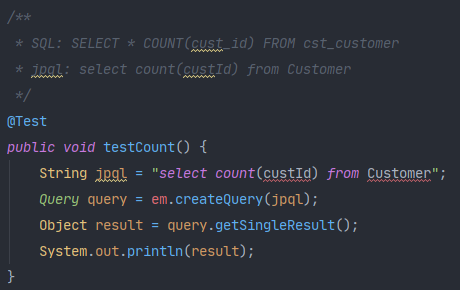 /**
 * SQL: SELECT * COUNT(cust_id) FROM cst_customer
 * jpql: select count(custId) from Customer
 */
@Test
public void testCount() {
    String jpql = "select count(custId) from Customer";
    Query query = em.createQuery(jpql);
    Object result = query.getSingleResult();
    System.out.println(result);
}